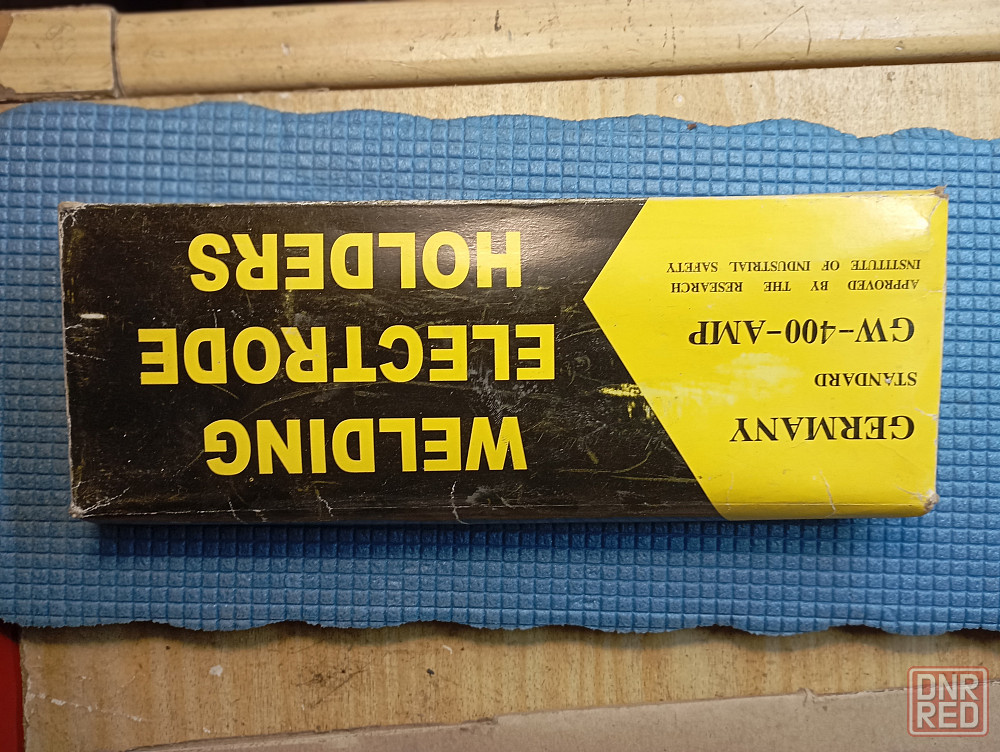 GERMANY
STANDARD
GW-400-AMP
APPROVED BY THE RESEARCH
INSTITUTE OF INDUSTRIAL SAFETY
WELDING
ELECTRODE
HOLDERS
DNR
RED